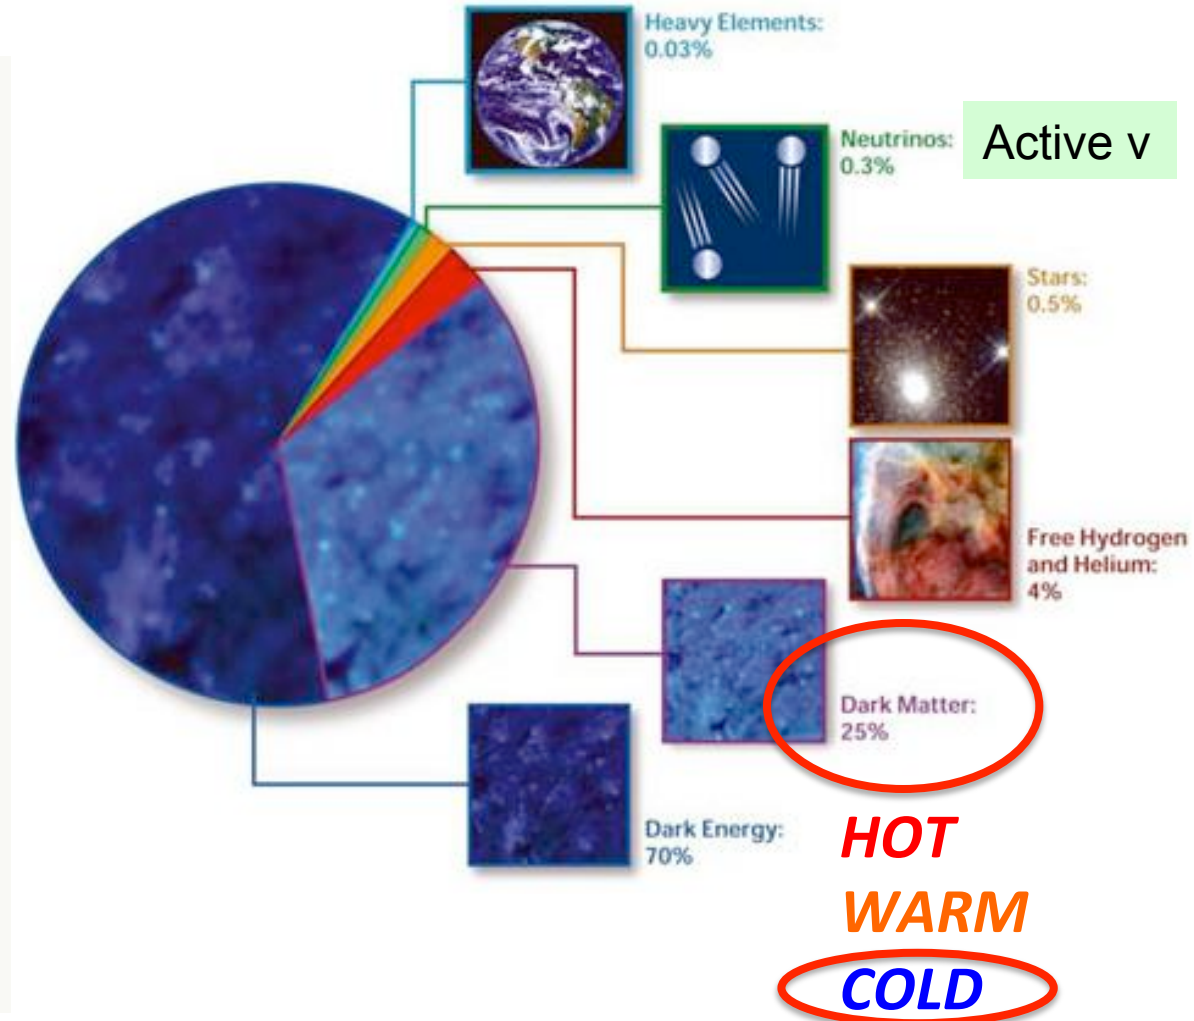 Heavy Elements:
0.03%
Neutrinos:
0.3%
Active ν
Stars:
0.5%
Free Hydrogen
and Helium:
4%
Dark Matter:
25%
Dark Energy:
70%
HOT
WARM
COLD